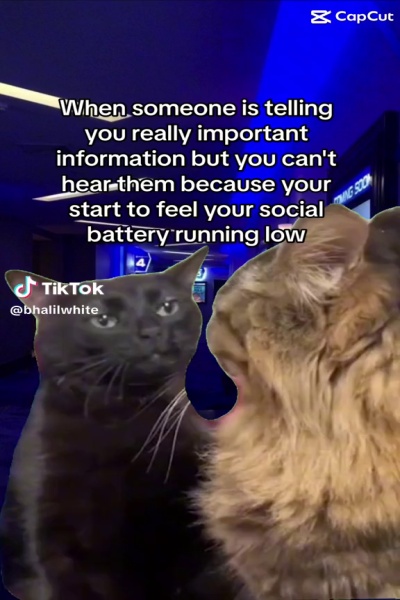 CapCut
When someone is telling
you really important
information but you can't
hear them because your
start to feel your social
battery running low
COMING SOON
4
TikTok
@bhalilwhite